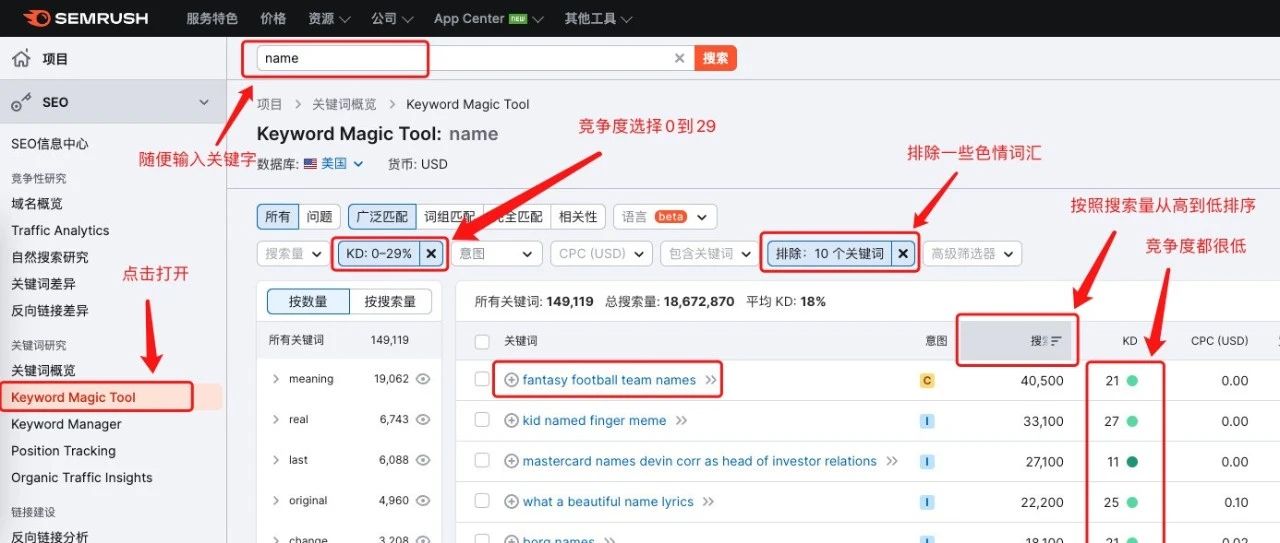 SEMRUSH 服务特色 价格 资源 公司 App Center NEW 其他工具
项目
name 搜索
SEO
项目 > 关键词概览 > Keyword Magic Tool
竞争度选择0到29
Keyword Magic Tool: name
SEO信息中心
随便输入关键字
排除一些色情词汇
数据库: 美国 货币: USD
竞争性研究
域名概览
所有 问题 广泛匹配 词组匹配 完全匹配 相关性 语言 beta
按照搜索量从高到低排序
Traffic Analytics
竞争度都很低
自然搜索研究
搜索量 KD: 0–29% 意图 CPC (USD) 包含关键词 排除: 10 个关键词 高级筛选器
点击打开
关键词差异
反向链接差异
按数量 按搜索量
所有关键词: 149,119 总搜索量: 18,672,870 平均 KD: 18%
关键词研究
所有关键词 149,119
关键词 意图 搜 KD CPC (USD)
关键词概览
meaning 19,062
fantasy football team names C 40,500 21 0.00
Keyword Magic Tool
Keyword Manager
real 6,743
kid named finger meme I 33,100 27 0.00
Position Tracking
last 6,088
mastercard names devin corr as head of investor relations I 27,100 11 0.00
Organic Traffic Insights
original 4,960
what a beautiful name lyrics I 22,200 25 0.10
链接建设
反向链接分析
change 3,208
borg names I 18,100 21 0.02